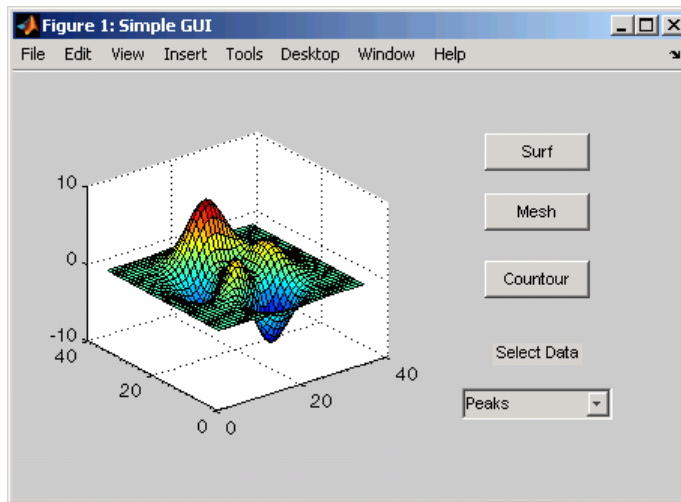 Figure 1: Simple GUI
File Edit View Insert Tools Desktop Window Help
Surf
Mesh
Countour
Select Data
Peaks
10
0
-10
40
20
0
0
20
40